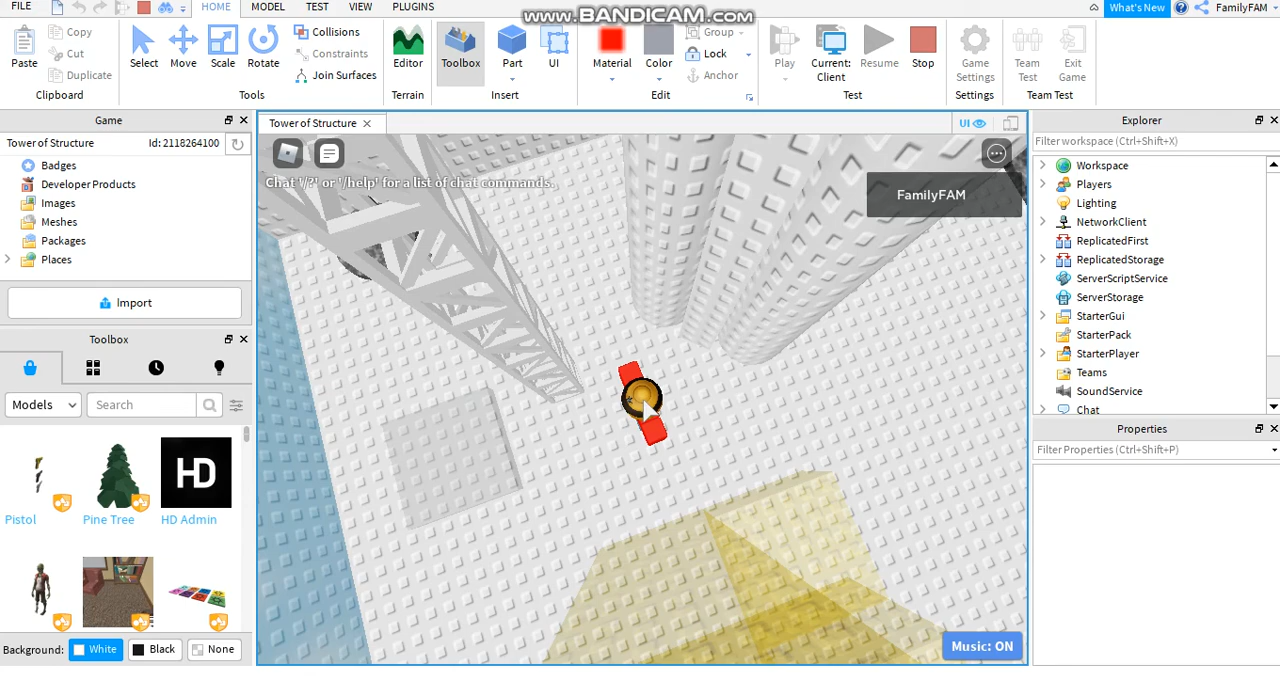 www.BANDICAM.com
FILE HOME MODEL TEST VIEW PLUGINS What's New FamilyFAM
Paste Copy Cut Duplicate
Clipboard
Select Move Scale Rotate Collisions Constraints Join Surfaces
Tools
Editor
Terrain
Toolbox Part UI
Insert
Material Color Group Lock Anchor
Edit
Play Current: Client Resume Stop
Test
Game Settings
Settings
Team Test Exit Game
Team Test
Game
Tower of Structure Id: 2118264100
Badges
Developer Products
Images
Meshes
Packages
Places
Import
Toolbox
Models Search
Pistol Pine Tree HD Admin
HD
Background: White Black None
Tower of Structure
UI
Chat '/?' or '/help' for a list of chat commands.
FamilyFAM
Music: ON
Explorer
Filter workspace (Ctrl+Shift+X)
Workspace
Players
Lighting
NetworkClient
ReplicatedFirst
ReplicatedStorage
ServerScriptService
ServerStorage
StarterGui
StarterPack
StarterPlayer
Teams
SoundService
Chat
Properties
Filter Properties (Ctrl+Shift+P)